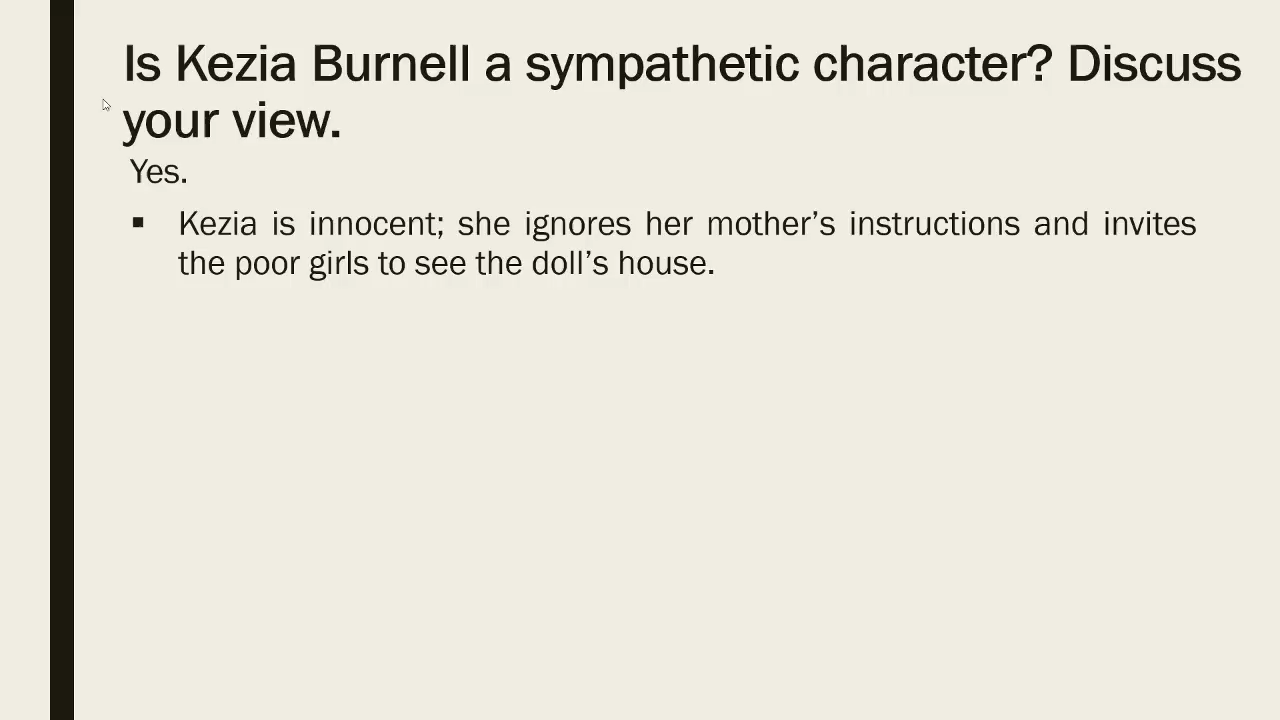 Is Kezia Burnell a sympathetic character? Discuss
your view.
Yes.
▪ Kezia is innocent; she ignores her mother’s instructions and invites
the poor girls to see the doll’s house.